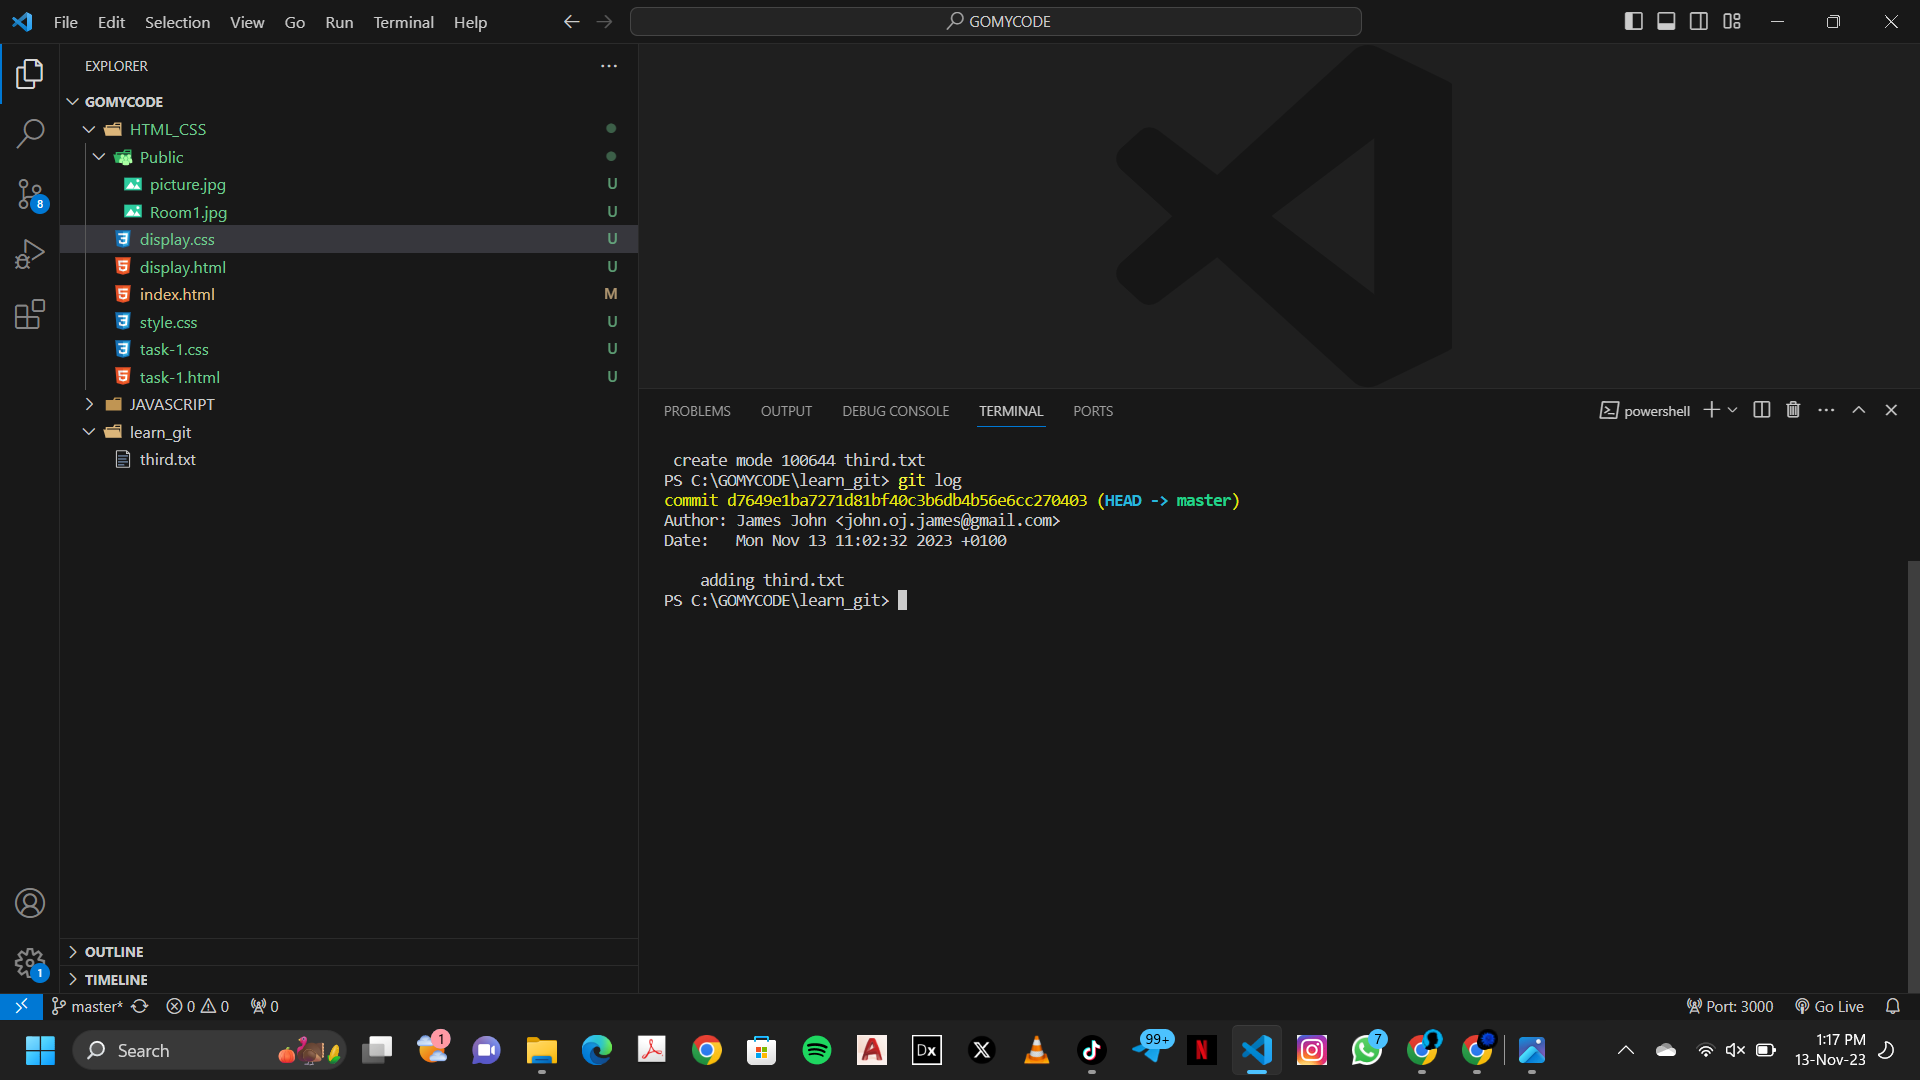 File Edit Selection View Go Run Terminal Help
GOMYCODE
EXPLORER
GOMYCODE
HTML_CSS
Public
picture.jpg U
Room1.jpg U
display.css U
display.html U
index.html M
style.css U
task-1.css U
task-1.html U
JAVASCRIPT
learn_git
third.txt
8
1
OUTLINE
TIMELINE
PROBLEMS OUTPUT DEBUG CONSOLE TERMINAL PORTS
powershell
create mode 100644 third.txt
PS C:\GOMYCODE\learn_git> git log
commit d7649e1ba7271d81bf40c3b6db4b56e6cc270403 (HEAD -> master)
Author: James John <john.oj.james@gmail.com>
Date:   Mon Nov 13 11:02:32 2023 +0100
adding third.txt
PS C:\GOMYCODE\learn_git>
master* 0 0 0
Port: 3000 Go Live
Search
1
Dx
X
99+
N
7
1:17 PM
13-Nov-23